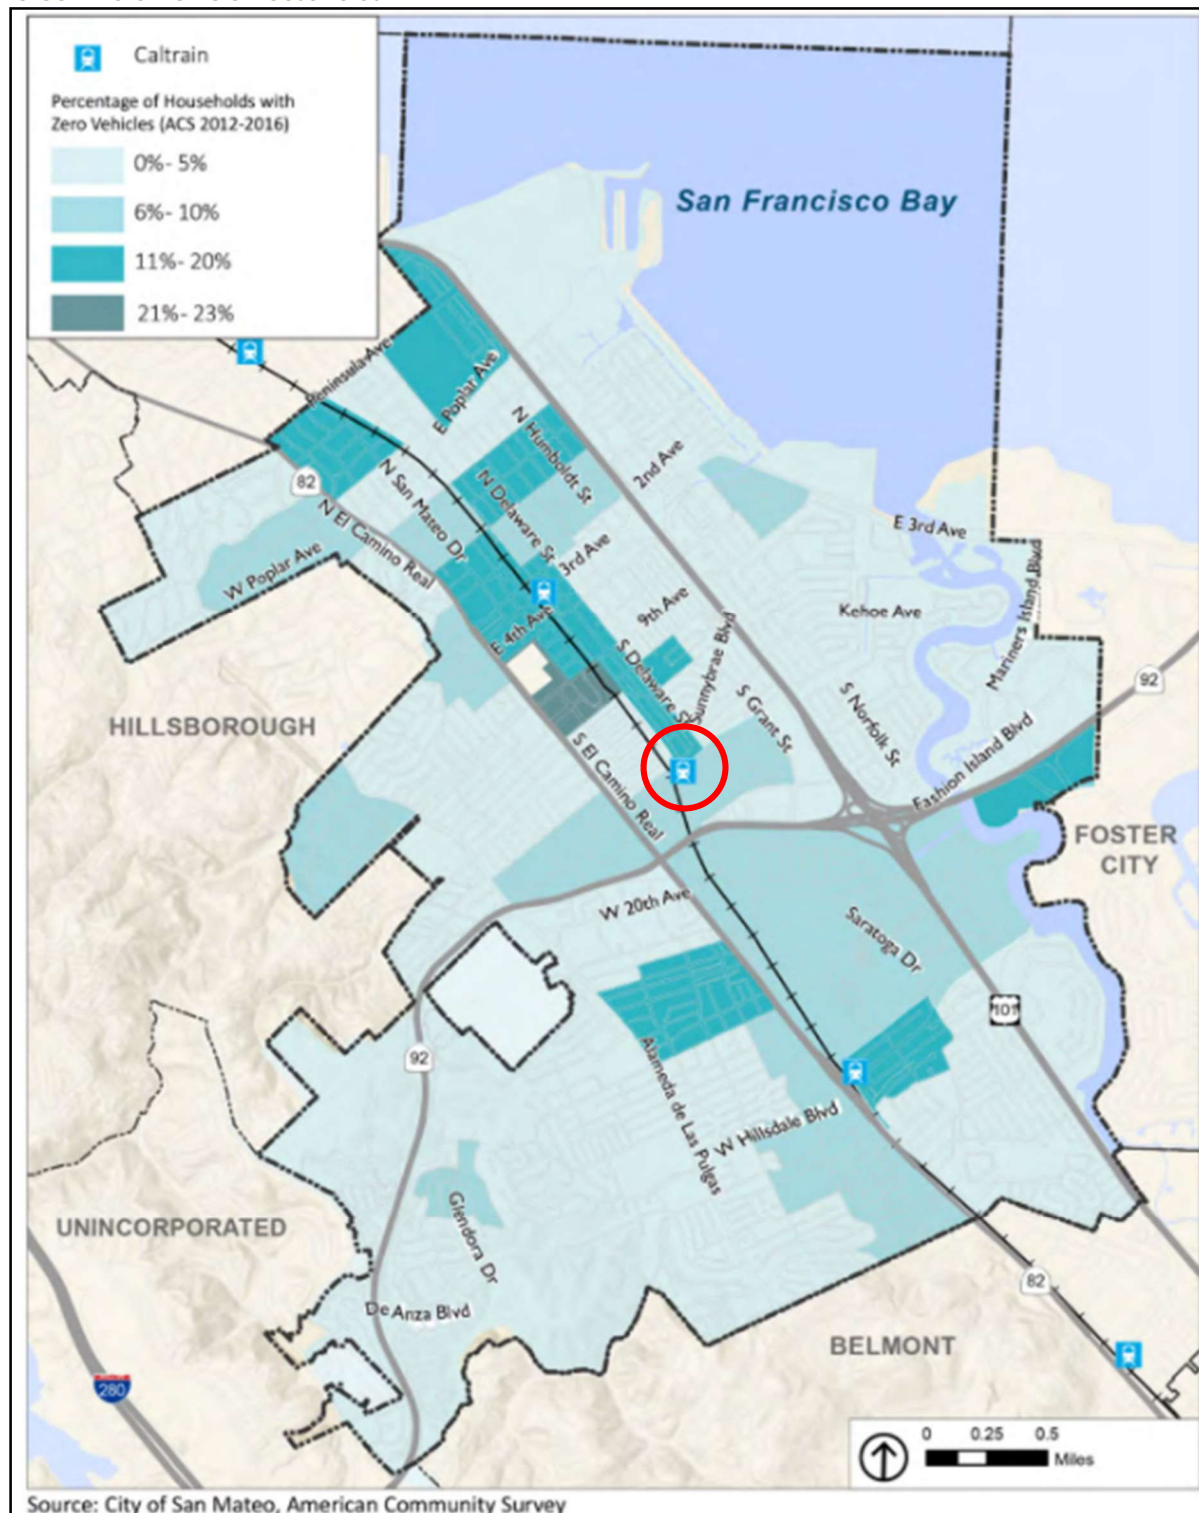 Caltrain
Percentage of Households with
Zero Vehicles (ACS 2012-2016)
0%- 5%
6%- 10%
11%- 20%
21%- 23%
San Francisco Bay
Peninsula Ave
E Poplar Ave
N Humboldt St
2nd Ave
82
N San Mateo Dr
N Delaware St
N El Camino Real
W Poplar Ave
3rd Ave
E 3rd Ave
E 4th Ave
9th Ave
Kehoe Ave
Mariners Island Blvd
S Delaware St
Sunnybrae Blvd
S Grant St
S Norfolk St
92
Fashion Island Blvd
HILLSBOROUGH
S El Camino Real
FOSTER
CITY
W 20th Ave
Saratoga Dr
101
92
Alameda de Las Pulgas
W Hillsdale Blvd
UNINCORPORATED
Glendora Dr
De Anza Blvd
82
BELMONT
280
0 0.25 0.5
Miles
Source: City of San Mateo, American Community Survey